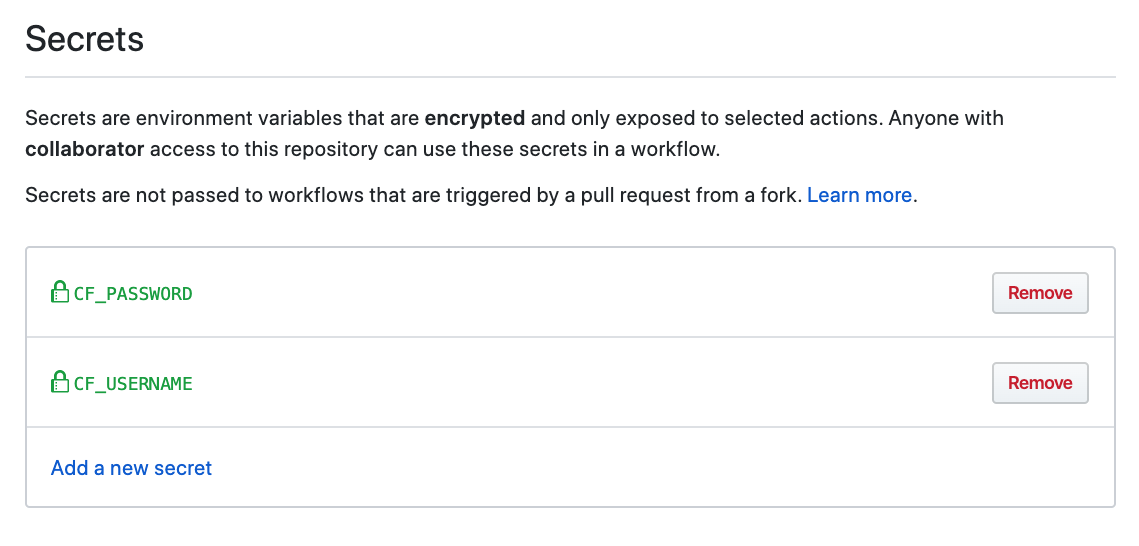 Secrets
Secrets are environment variables that are encrypted and only exposed to selected actions. Anyone with
collaborator access to this repository can use these secrets in a workflow.
Secrets are not passed to workflows that are triggered by a pull request from a fork. Learn more.
CF_PASSWORD Remove
CF_USERNAME Remove
Add a new secret